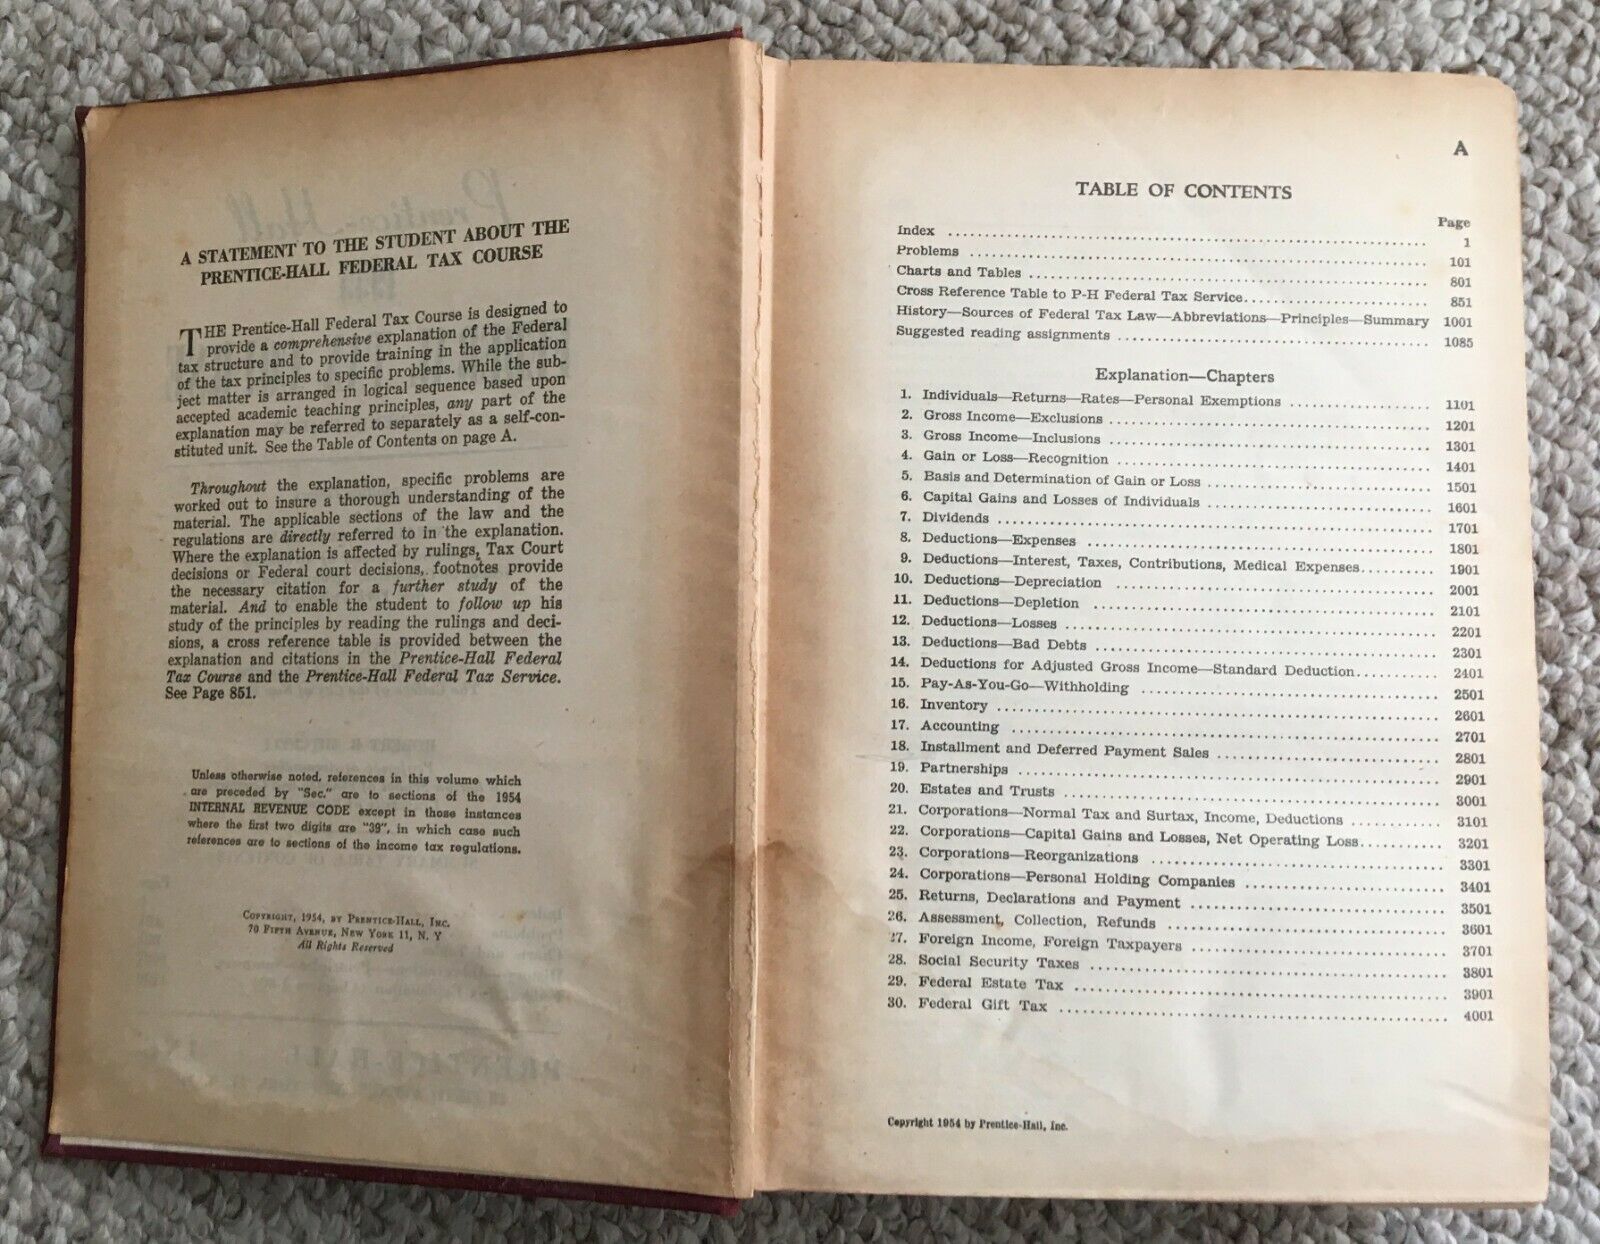 A STATEMENT TO THE STUDENT ABOUT THE
PRENTICE-HALL FEDERAL TAX COURSE
THE Prentice-Hall Federal Tax Course is designed to
provide a comprehensive explanation of the Federal
tax structure and to provide training in the application
of the tax principles to specific problems. While the sub-
ject matter is arranged in logical sequence based upon
accepted academic teaching principles, any part of the
explanation may be referred to separately as a self-con-
stituted unit. See the Table of Contents on page A.
Throughout the explanation, specific problems are
worked out to insure a thorough understanding of the
material. The applicable sections of the law and the
regulations are directly referred to in the explanation.
Where the explanation is affected by rulings, Tax Court
decisions or Federal court decisions, footnotes provide
the necessary citation for a further study of the
material. And to enable the student to follow up his
study of the principles by reading the rulings and deci-
sions, a cross reference table is provided between the
explanation and citations in the Prentice-Hall Federal
Tax Course and the Prentice-Hall Federal Tax Service.
See Page 851.
Unless otherwise noted, references in this volume which
are preceded by "Sec." are to sections of the 1954
INTERNAL REVENUE CODE except in those instances
where the first two digits are "39", in which case such
references are to sections of the income tax regulations.
COPYRIGHT, 1954, BY PRENTICE-HALL, INC.
70 FIFTH AVENUE, NEW YORK 11, N. Y
All Rights Reserved
A
TABLE OF CONTENTS
Page
Index 1
Problems 101
Charts and Tables 801
Cross Reference Table to P-H Federal Tax Service 851
History—Sources of Federal Tax Law—Abbreviations—Principles—Summary 1001
Suggested reading assignments 1085
Explanation—Chapters
1. Individuals—Returns—Rates—Personal Exemptions 1101
2. Gross Income—Exclusions 1201
3. Gross Income—Inclusions 1301
4. Gain or Loss—Recognition 1401
5. Basis and Determination of Gain or Loss 1501
6. Capital Gains and Losses of Individuals 1601
7. Dividends 1701
8. Deductions—Expenses 1801
9. Deductions—Interest, Taxes, Contributions, Medical Expenses 1901
10. Deductions—Depreciation 2001
11. Deductions—Depletion 2101
12. Deductions—Losses 2201
13. Deductions—Bad Debts 2301
14. Deductions for Adjusted Gross Income—Standard Deduction 2401
15. Pay-As-You-Go—Withholding 2501
16. Inventory 2601
17. Accounting 2701
18. Installment and Deferred Payment Sales 2801
19. Partnerships 2901
20. Estates and Trusts 3001
21. Corporations—Normal Tax and Surtax, Income, Deductions 3101
22. Corporations—Capital Gains and Losses, Net Operating Loss 3201
23. Corporations—Reorganizations 3301
24. Corporations—Personal Holding Companies 3401
25. Returns, Declarations and Payment 3501
26. Assessment, Collection, Refunds 3601
27. Foreign Income, Foreign Taxpayers 3701
28. Social Security Taxes 3801
29. Federal Estate Tax 3901
30. Federal Gift Tax 4001
Copyright 1954 by Prentice-Hall, Inc.